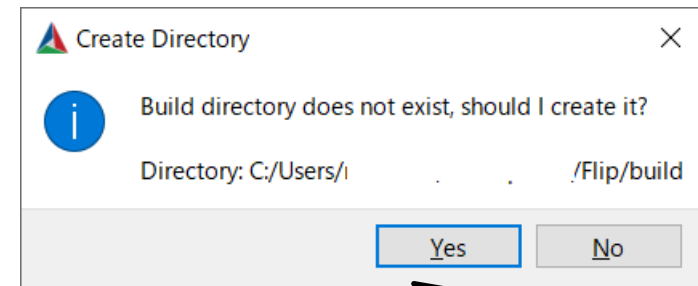 Create Directory
Build directory does not exist, should I create it?
Directory: C:/Users/ /Flip/build
Yes No